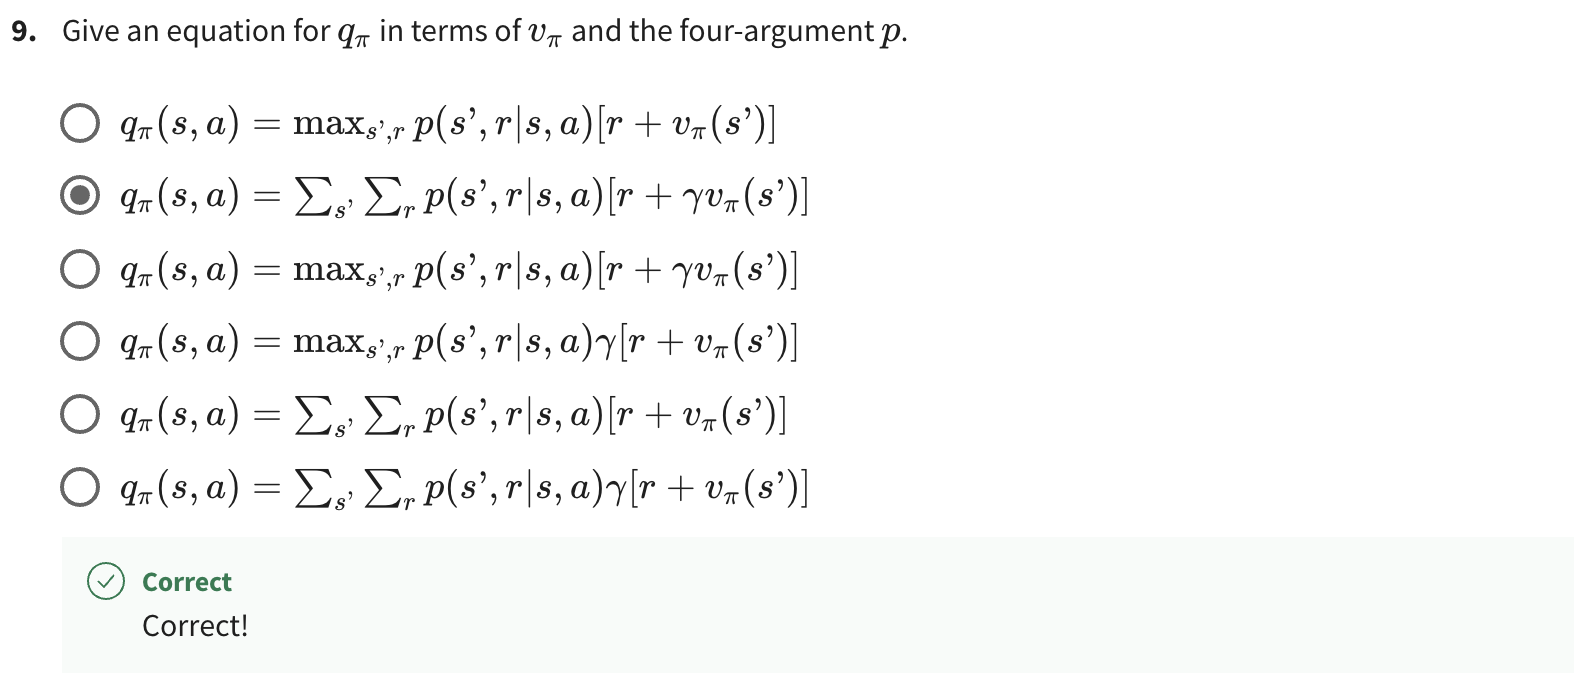 9. Give an equation for $q_\pi$ in terms of $v_\pi$ and the four-argument $p$.
$q_\pi(s, a) = \max_{s’,r} p(s’, r|s, a)[r + v_\pi(s’)]$
$q_\pi(s, a) = \sum_{s’} \sum_r p(s’, r|s, a)[r + \gamma v_\pi(s’)]$
$q_\pi(s, a) = \max_{s’,r} p(s’, r|s, a)[r + \gamma v_\pi(s’)]$
$q_\pi(s, a) = \max_{s’,r} p(s’, r|s, a)\gamma[r + v_\pi(s’)]$
$q_\pi(s, a) = \sum_{s’} \sum_r p(s’, r|s, a)[r + v_\pi(s’)]$
$q_\pi(s, a) = \sum_{s’} \sum_r p(s’, r|s, a)\gamma[r + v_\pi(s’)]$
Correct
Correct!